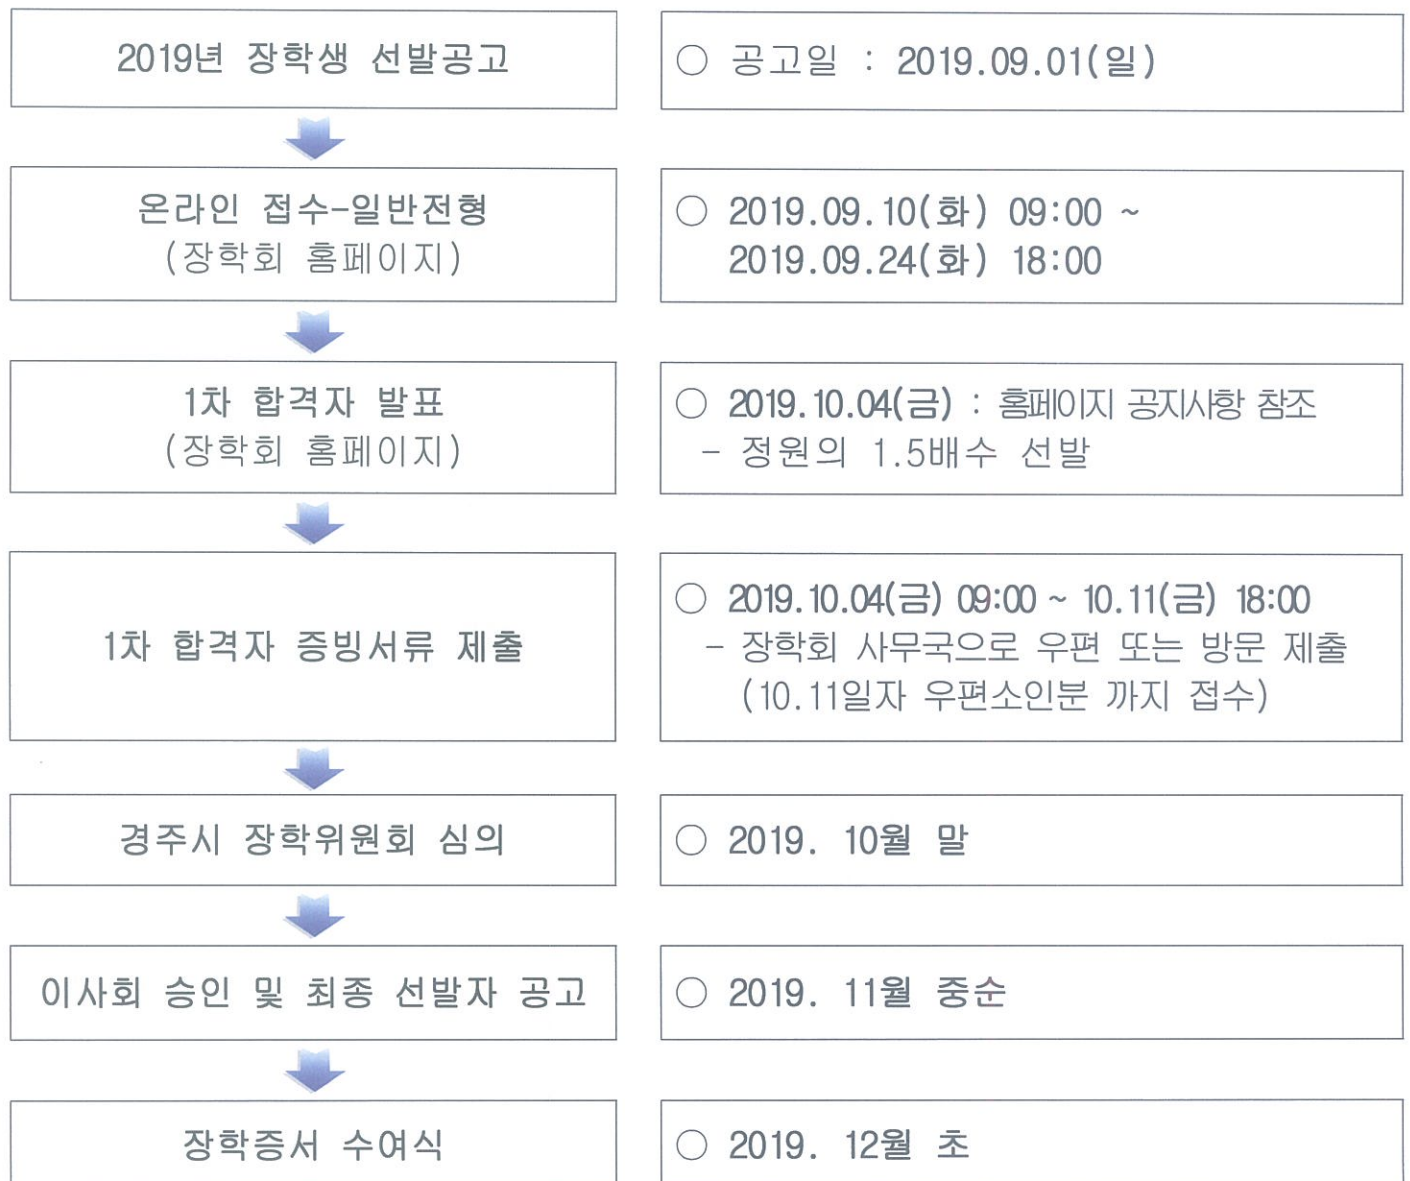 2019년 장학생 선발공고
○ 공고일 : 2019.09.01(일)
온라인 접수-일반전형
(장학회 홈페이지)
○ 2019.09.10(화) 09:00 ~
2019.09.24(화) 18:00
1차 합격자 발표
(장학회 홈페이지)
○ 2019.10.04(금) : 홈페이지 공지사항 참조
- 정원의 1.5배수 선발
1차 합격자 증빙서류 제출
○ 2019.10.04(금) 09:00 ~ 10.11(금) 18:00
- 장학회 사무국으로 우편 또는 방문 제출
(10.11일자 우편소인분 까지 접수)
경주시 장학위원회 심의
○ 2019. 10월 말
이사회 승인 및 최종 선발자 공고
○ 2019. 11월 중순
장학증서 수여식
○ 2019. 12월 초